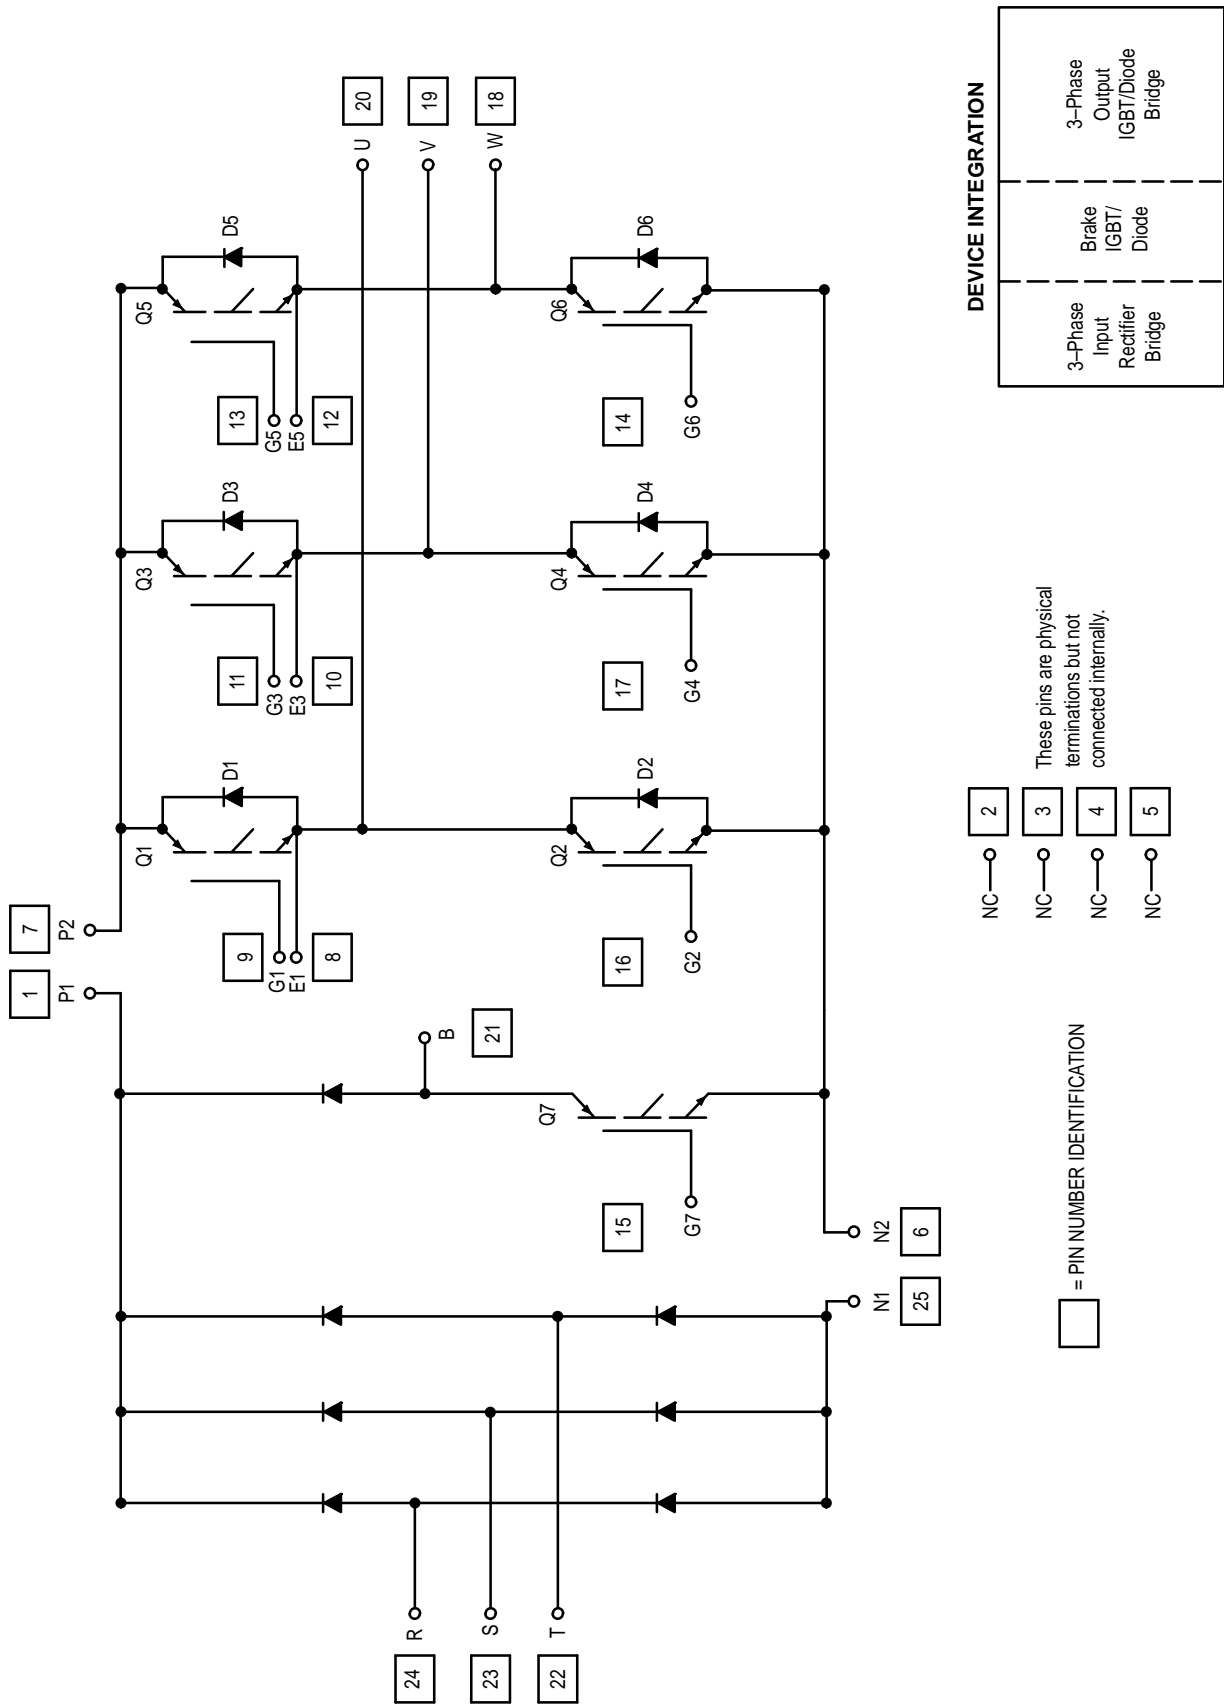 1
P1
7
P2
Q1
Q3
Q5
D1
D3
D5
9
G1
E1
8
11
G3
E3
10
13
G5
E5
12
U
20
V
19
W
18
24
R
23
S
22
T
B
21
Q7
Q2
Q4
Q6
D2
D4
D6
15
G7
16
G2
17
G4
14
G6
N1
25
N2
6
= PIN NUMBER IDENTIFICATION
NC
2
NC
3
NC
4
NC
5
These pins are physical
terminations but not
connected internally.
DEVICE INTEGRATION
3–Phase
Input
Rectifier
Bridge
Brake
IGBT/
Diode
3–Phase
Output
IGBT/Diode
Bridge